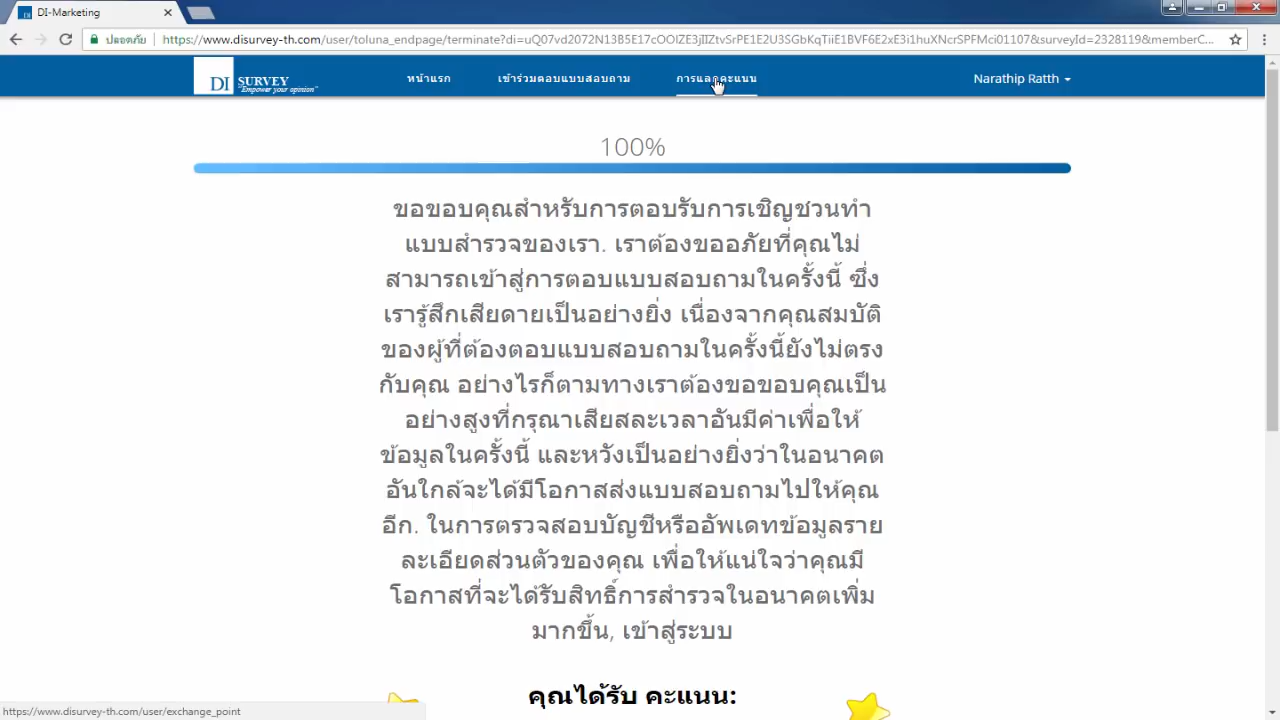 DI-Marketing
ปลอดภัย
https://www.disurvey-th.com/user/toluna_endpage/terminate?di=
&surveyId=2328119&memberC...
DI SURVEY
"Empower your opinion"
หน้าแรก
เข้าร่วมตอบแบบสอบถาม
การแลกคะแนน
Narathip Ratth
100%
ขอขอบคุณสำหรับการตอบรับการเชิญชวนทำ
แบบสำรวจของเรา. เราต้องขออภัยที่คุณไม่
สามารถเข้าสู่การตอบแบบสอบถามในครั้งนี้ ซึ่ง
เรารู้สึกเสียดายเป็นอย่างยิ่ง เนื่องจากคุณสมบัติ
ของผู้ที่ต้องตอบแบบสอบถามในครั้งนี้ยังไม่ตรง
กับคุณ อย่างไรก็ตามทางเราต้องขอขอบคุณเป็น
อย่างสูงที่กรุณาเสียสละเวลาอันมีค่าเพื่อให้
ข้อมูลในครั้งนี้ และหวังเป็นอย่างยิ่งว่าในอนาคต
อันใกล้จะได้มีโอกาสส่งแบบสอบถามไปให้คุณ
อีก. ในการตรวจสอบบัญชีหรืออัพเดทข้อมูลราย
ละเอียดส่วนตัวของคุณ เพื่อให้แน่ใจว่าคุณมี
โอกาสที่จะได้รับสิทธิ์การสำรวจในอนาคตเพิ่ม
มากขึ้น, เข้าสู่ระบบ
คุณได้รับ คะแนน:
https://www.disurvey-th.com/user/exchange_point